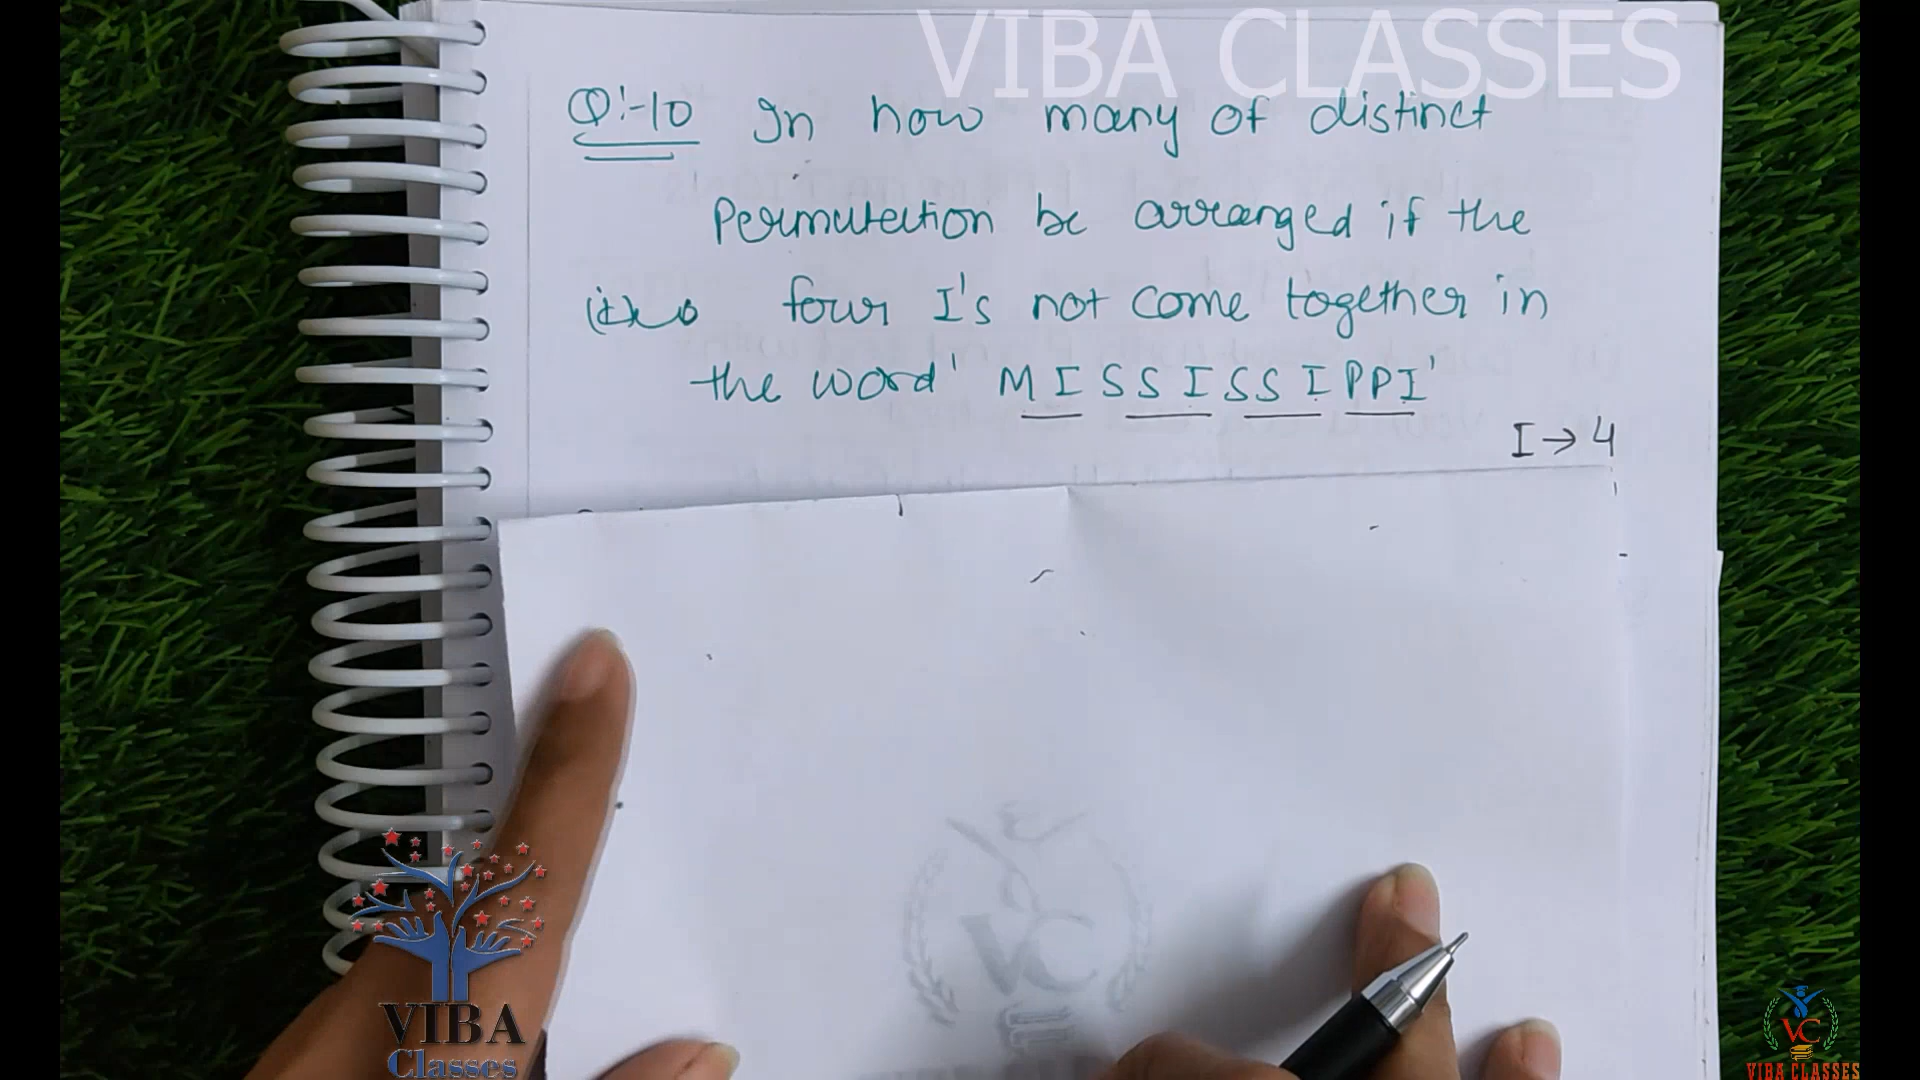 VIBA CLASSES
Q:-10 In how many of distinct
Permutation be arranged if the
four I's not come together in
the word ' MISSISSIPPI'
I → 4
VC
VIBA
Classes
VC
VIBA CLASSES